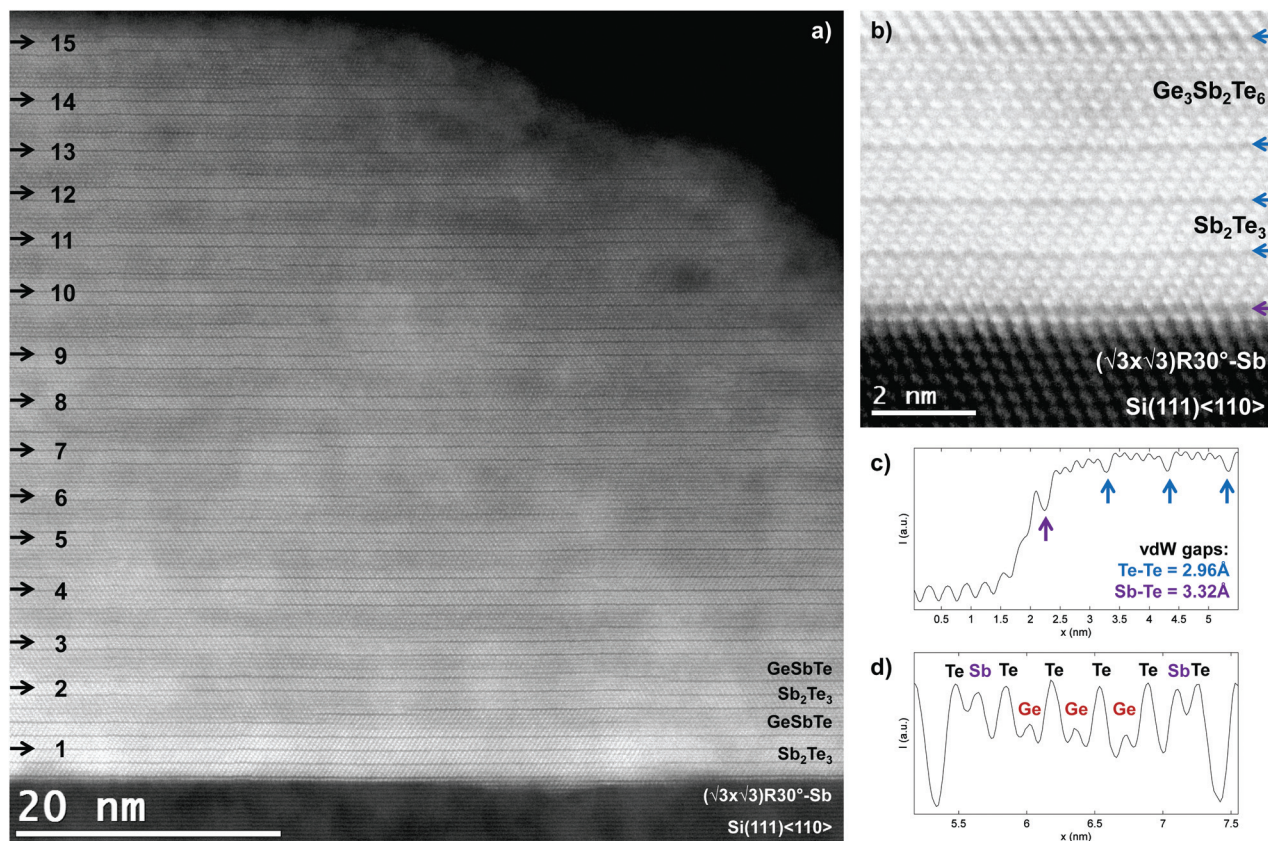 a)
15
14
13
12
11
10
9
8
7
6
5
4
3
GeSbTe
2
Sb₂Te₃
GeSbTe
1
Sb₂Te₃
(√3x√3)R30°-Sb
20 nm
Si(111)<110>
b)
Ge₃Sb₂Te₆
Sb₂Te₃
(√3x√3)R30°-Sb
2 nm
Si(111)<110>
c)
I (a.u.)
vdW gaps:
Te-Te = 2.96Å
Sb-Te = 3.32Å
0.5 1 1.5 2 2.5 3 3.5 4 4.5 5
x (nm)
d)
Te Sb Te Te Te Te Sb Te
Ge Ge Ge
I (a.u.)
5.5 6 6.5 7 7.5
x (nm)